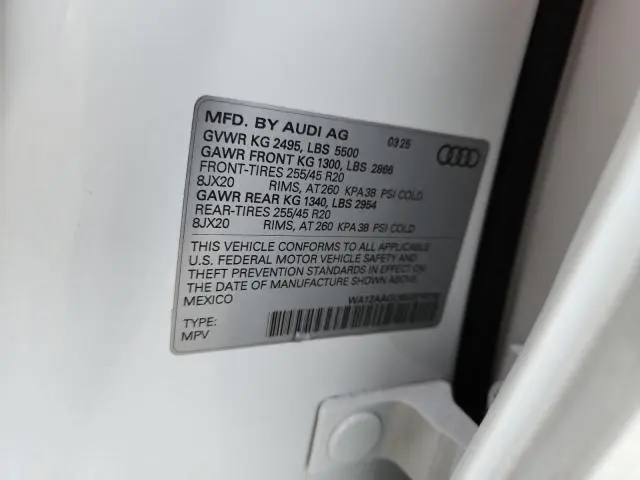 MFD. BY AUDI AG 03 25
GVWR KG 2495, LBS 5500
GAWR FRONT KG 1300, LBS 2866
FRONT-TIRES 255/45 R20
8JX20 RIMS, AT 260 KPA 38 PSI COLD
GAWR REAR KG 1340, LBS 2954
REAR-TIRES 255/45 R20
8JX20 RIMS, AT 260 KPA 38 PSI COLD
THIS VEHICLE CONFORMS TO ALL APPLICABLE
U.S. FEDERAL MOTOR VEHICLE SAFETY AND
THEFT PREVENTION STANDARDS IN EFFECT ON
THE DATE OF MANUFACTURE SHOWN ABOVE
MEXICO
TYPE:
MPV